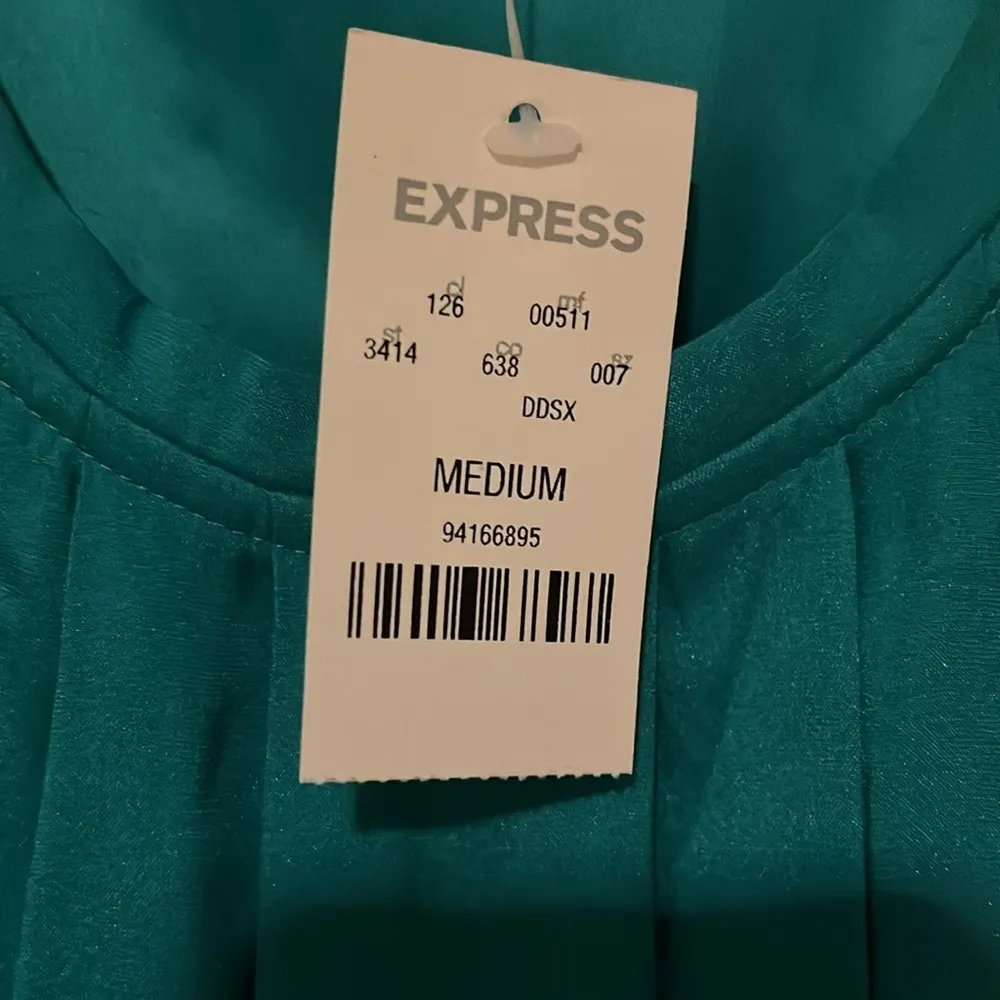 EXPRESS
cl mf
126 00511
st co sz
3414 638 007
DDSX
MEDIUM
94166895